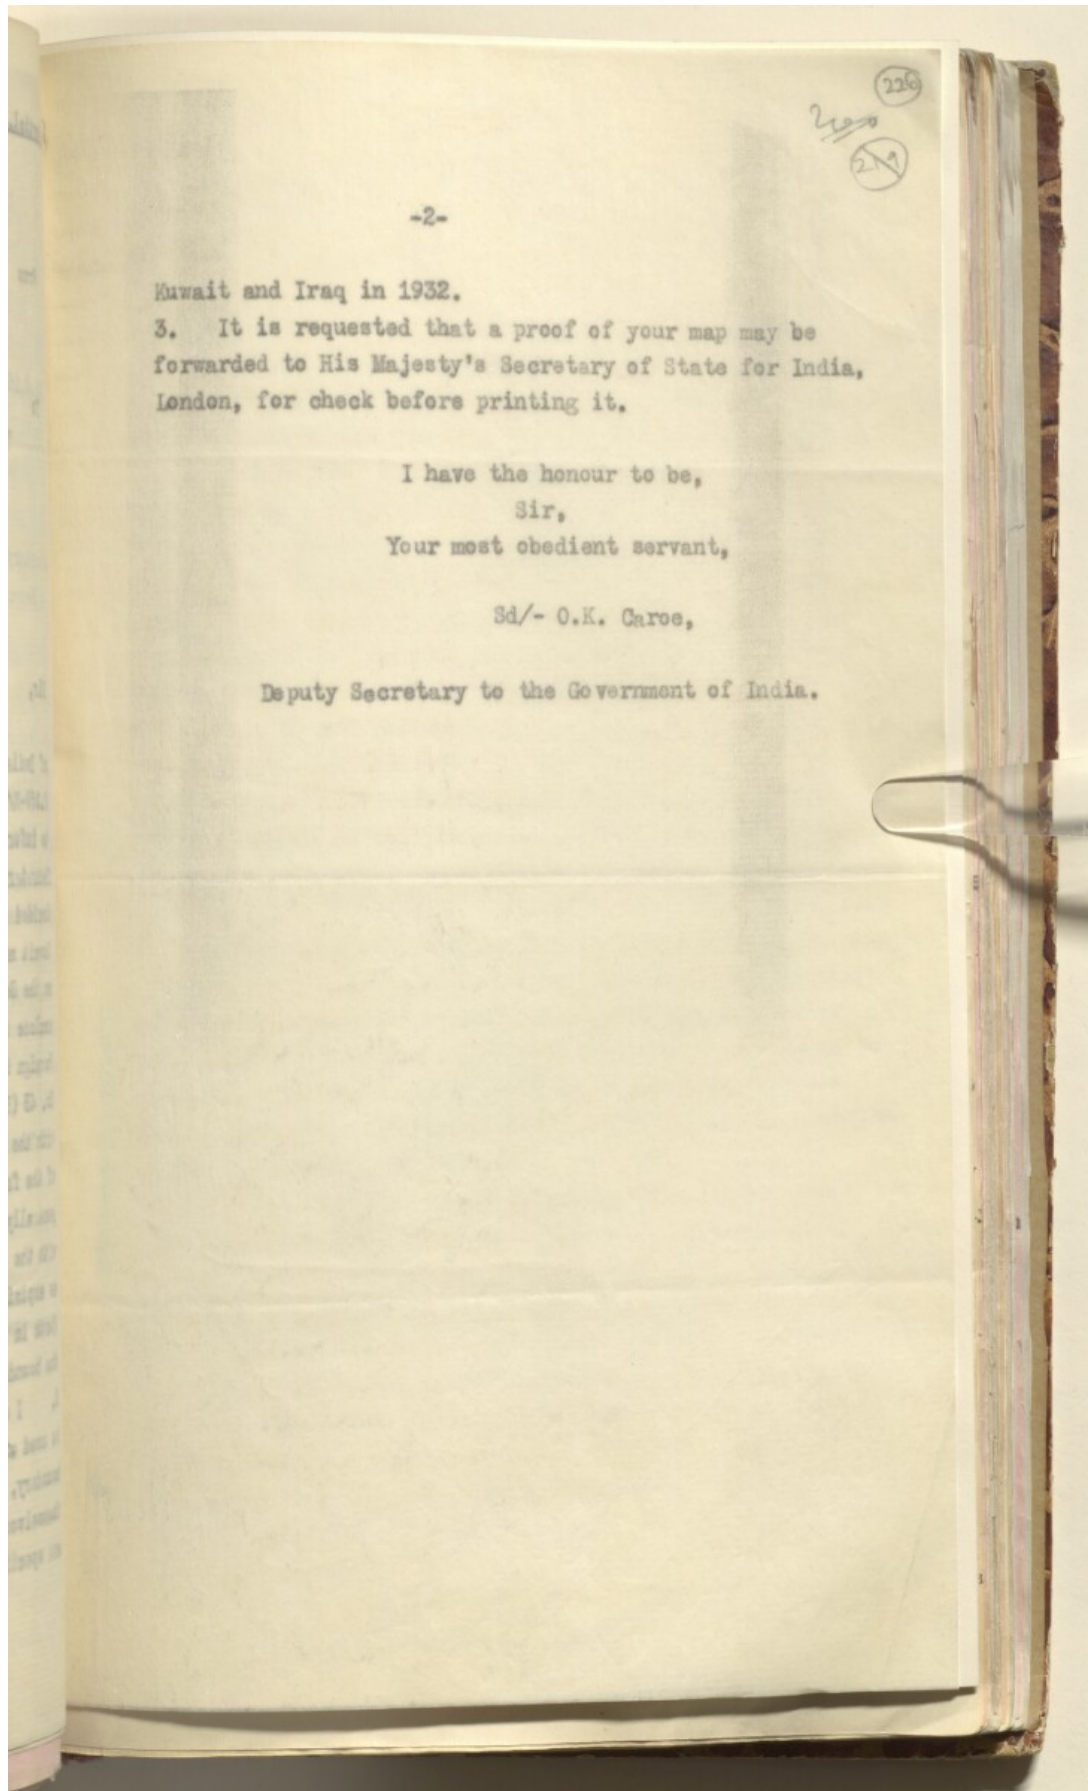 226
219
-2-
Kuwait and Iraq in 1932.
3. It is requested that a proof of your map may be
forwarded to His Majesty's Secretary of State for India,
London, for check before printing it.
I have the honour to be,
Sir,
Your most obedient servant,
Sd/- O.K. Caroe,
Deputy Secretary to the Government of India.